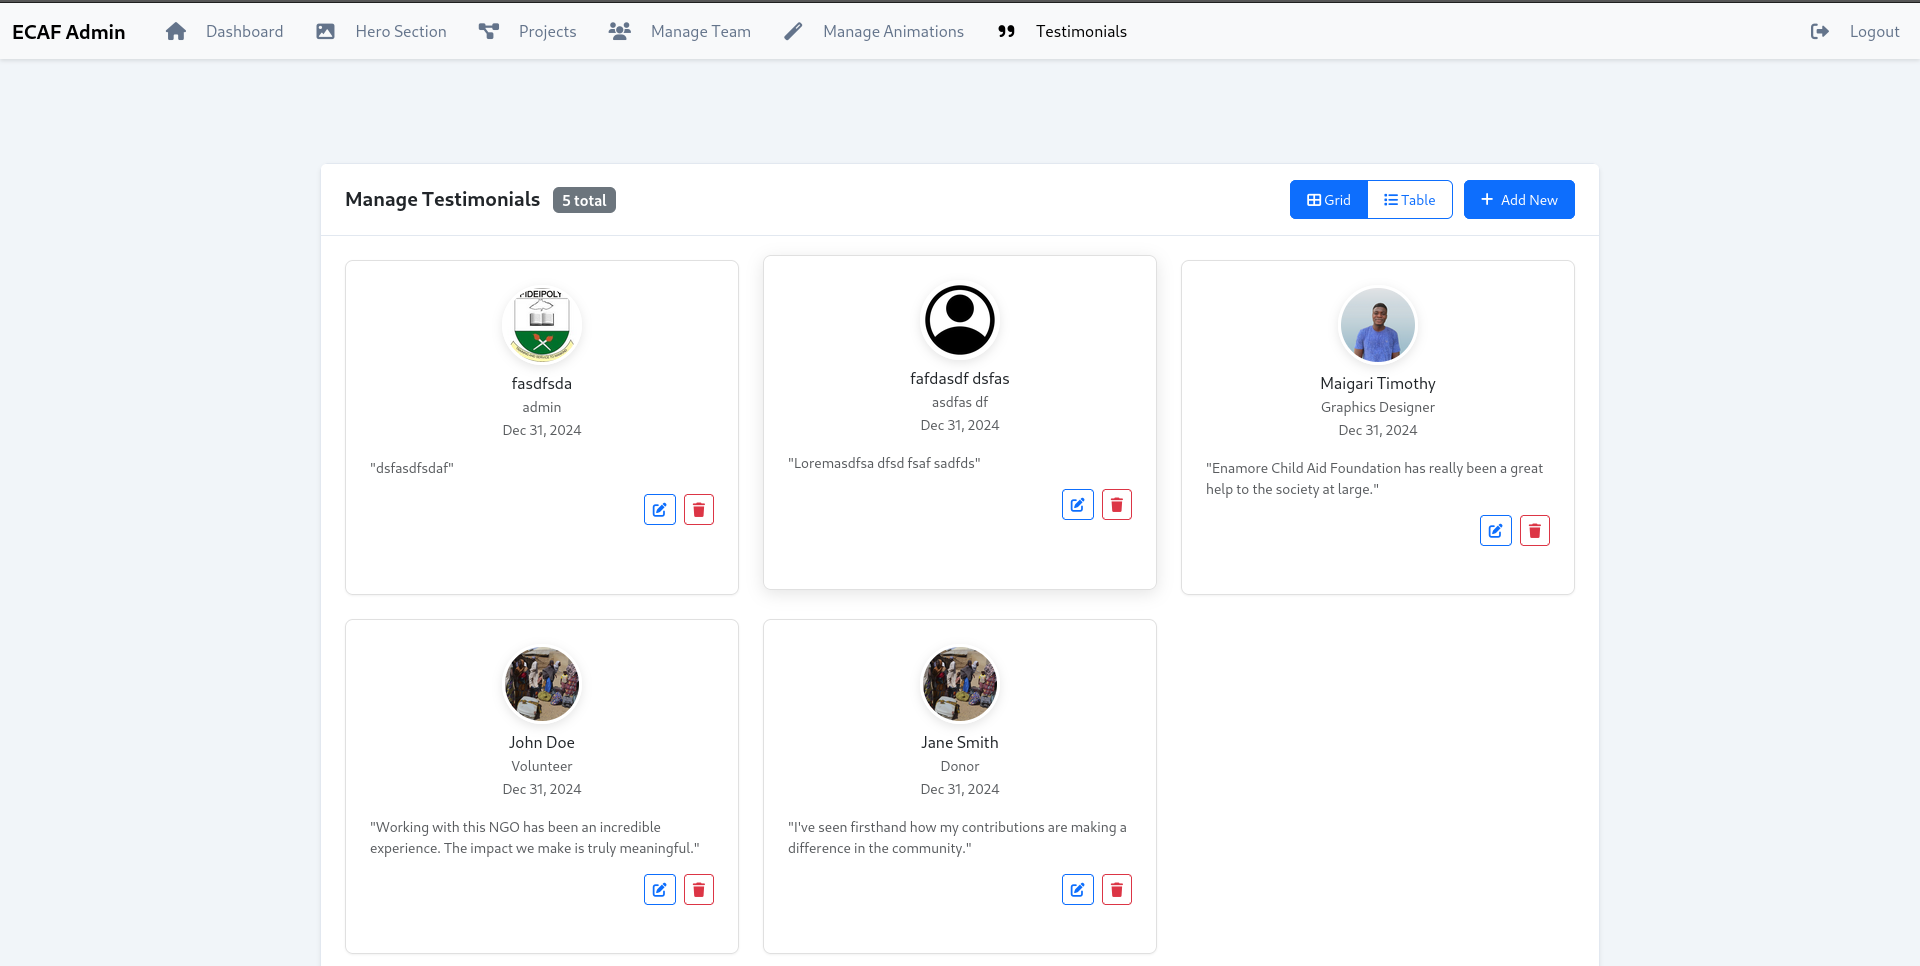 ECAF Admin Dashboard Hero Section Projects Manage Team Manage Animations Testimonials Logout
Manage Testimonials 5 total Grid Table Add New
fasdfsda
admin
Dec 31, 2024
"dsfasdfsdaf"
fafdasdf dsfas
asdfas df
Dec 31, 2024
"Loremasdfsa dfsd fsaf sadfds"
Maigari Timothy
Graphics Designer
Dec 31, 2024
"Enamore Child Aid Foundation has really been a great
help to the society at large."
John Doe
Volunteer
Dec 31, 2024
"Working with this NGO has been an incredible
experience. The impact we make is truly meaningful."
Jane Smith
Donor
Dec 31, 2024
"I've seen firsthand how my contributions are making a
difference in the community."